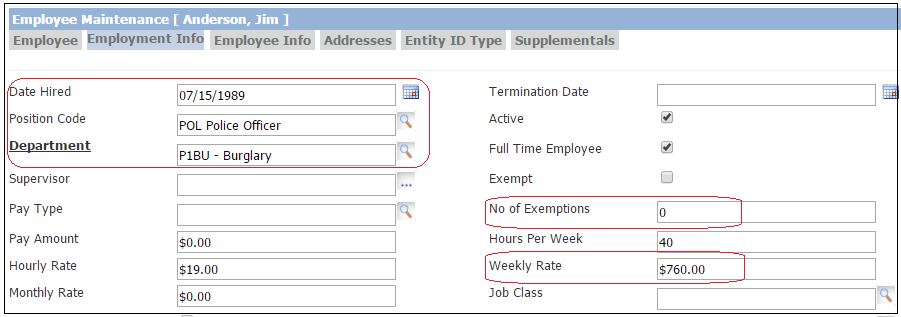 Employee Maintenance [ Anderson, Jim ]
Employee Employment Info Employee Info Addresses Entity ID Type Supplementals
Date Hired 07/15/1989 Termination Date
Position Code POL Police Officer Active
Department P1BU - Burglary Full Time Employee
Supervisor ... Exempt
Pay Type No of Exemptions 0
Pay Amount $0.00 Hours Per Week 40
Hourly Rate $19.00 Weekly Rate $760.00
Monthly Rate $0.00 Job Class